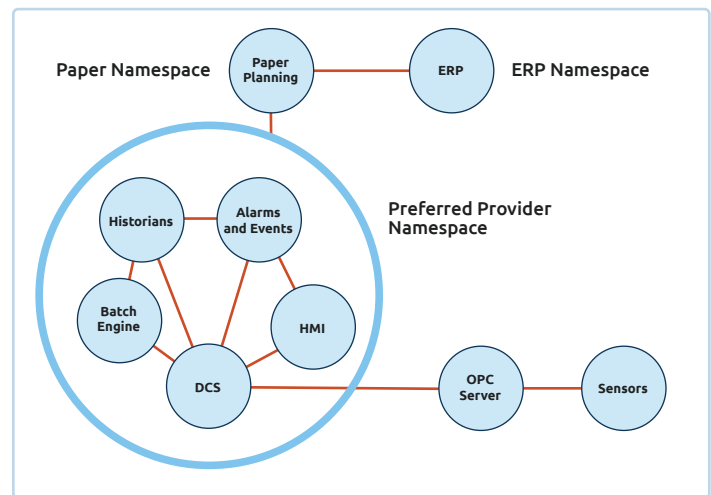 Paper Namespace
Paper
Planning
ERP
ERP Namespace
Historians
Alarms
and Events
Preferred Provider
Namespace
Batch
Engine
HMI
DCS
OPC
Server
Sensors